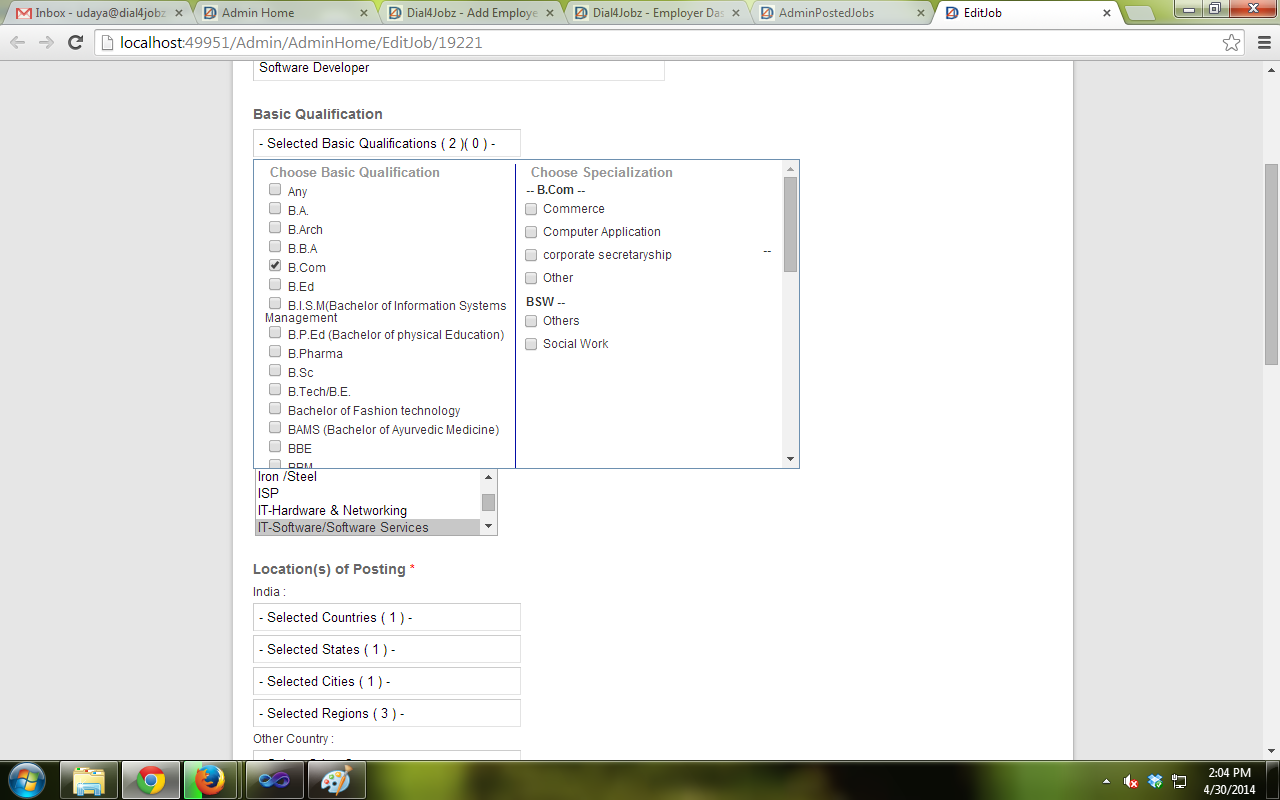 Inbox - udaya@dial4jobz
Admin Home
Dial4Jobz - Add Employe
Dial4Jobz - Employer Das
AdminPostedJobs
EditJob
localhost:49951/Admin/AdminHome/EditJob/19221
Software Developer
Basic Qualification
- Selected Basic Qualifications ( 2 )( 0 ) -
Choose Basic Qualification
Any
B.A.
B.Arch
B.B.A
B.Com
B.Ed
B.I.S.M(Bachelor of Information Systems
Management
B.P.Ed (Bachelor of physical Education)
B.Pharma
B.Sc
B.Tech/B.E.
Bachelor of Fashion technology
BAMS (Bachelor of Ayurvedic Medicine)
BBE
BBM
Choose Specialization
-- B.Com --
Commerce
Computer Application
corporate secretaryship --
Other
BSW --
Others
Social Work
Iron /Steel
ISP
IT-Hardware & Networking
IT-Software/Software Services
Location(s) of Posting *
India :
- Selected Countries ( 1 ) -
- Selected States ( 1 ) -
- Selected Cities ( 1 ) -
- Selected Regions ( 3 ) -
Other Country :
2:04 PM
4/30/2014